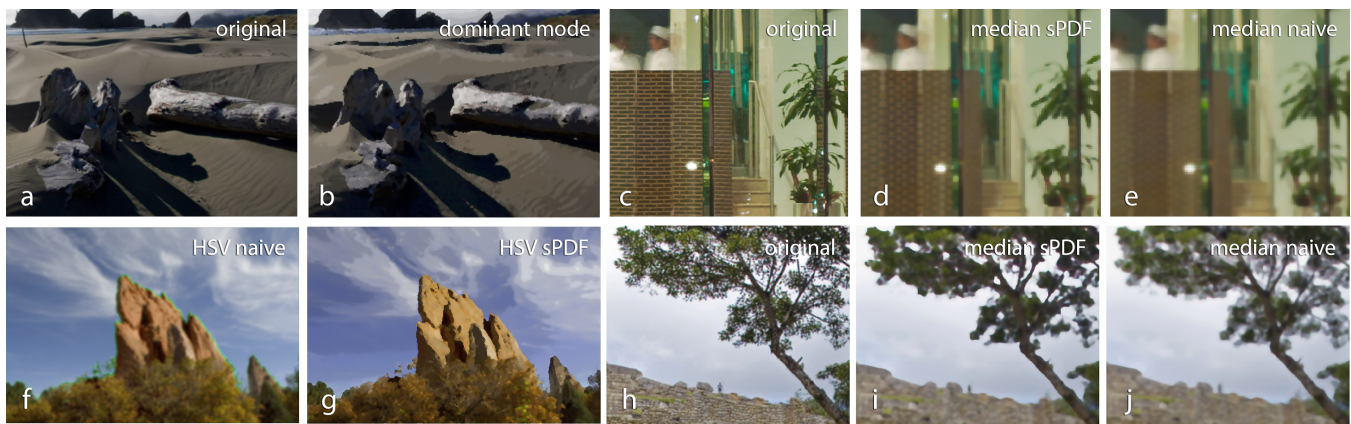 original
a
dominant mode
b
original
c
median sPDF
d
median naive
e
HSV naive
f
HSV sPDF
g
original
h
median sPDF
i
median naive
j